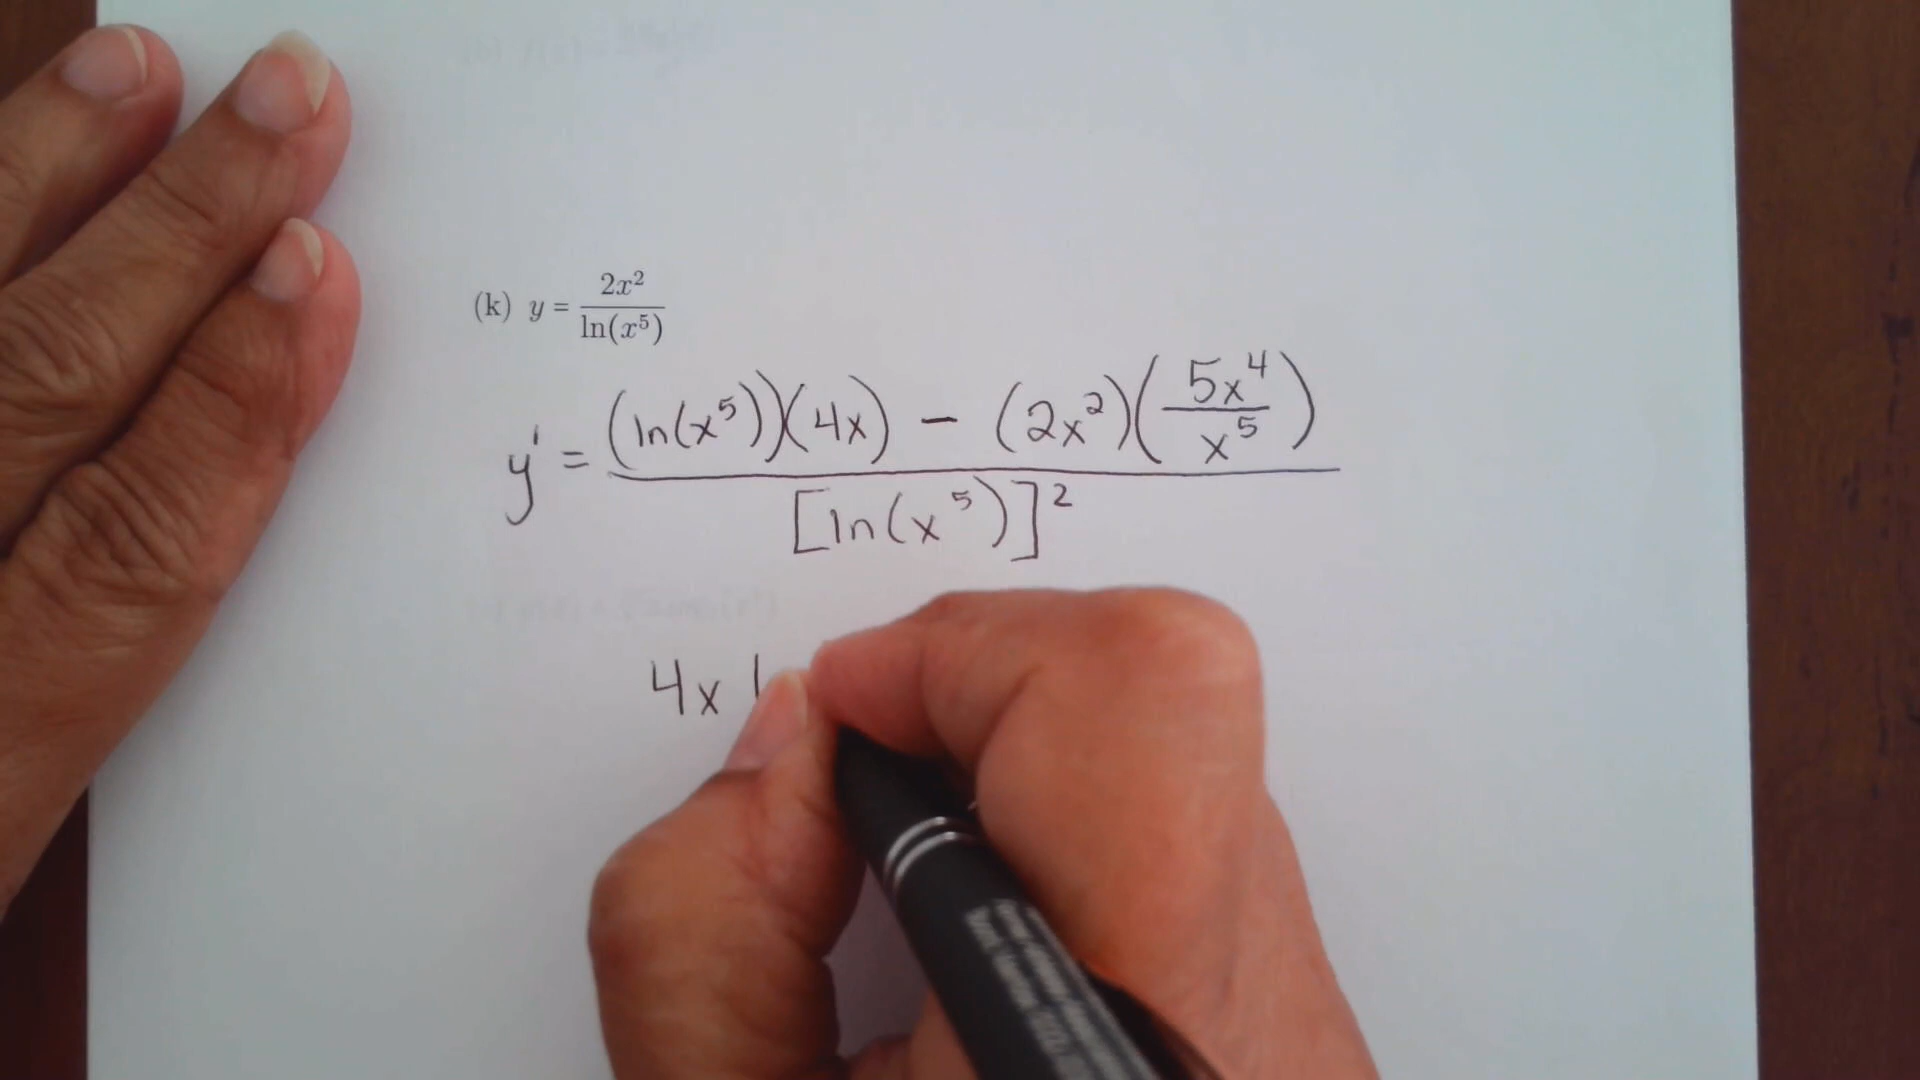 (k) y = 2x² / ln(x⁵)
y' = (ln(x⁵))(4x) − (2x²)(5x⁴ / x⁵) / [ln(x⁵)]²
4x l